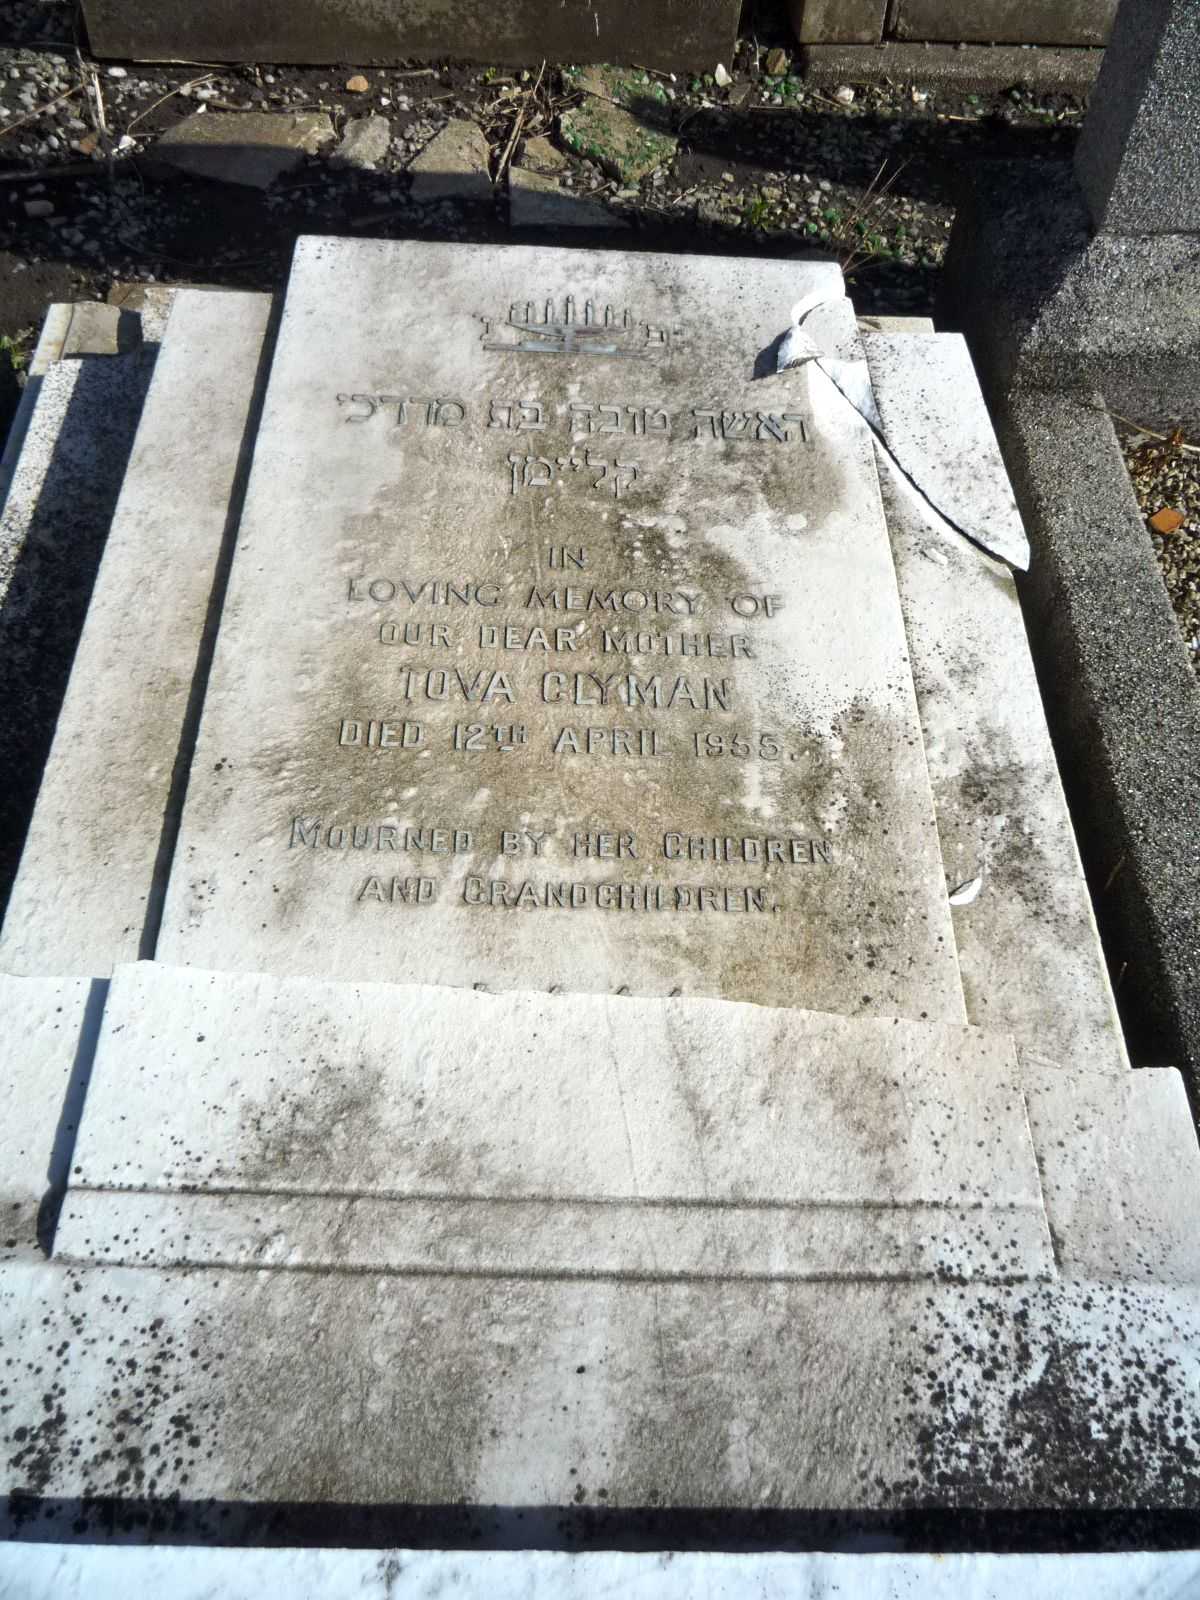 פ נ
האשה טובה בת מרדכי
קליימן
IN
LOVING MEMORY OF
OUR DEAR MOTHER
TOVA CLYMAN
DIED 12TH APRIL 1955.
MOURNED BY HER CHILDREN
AND GRANDCHILDREN.